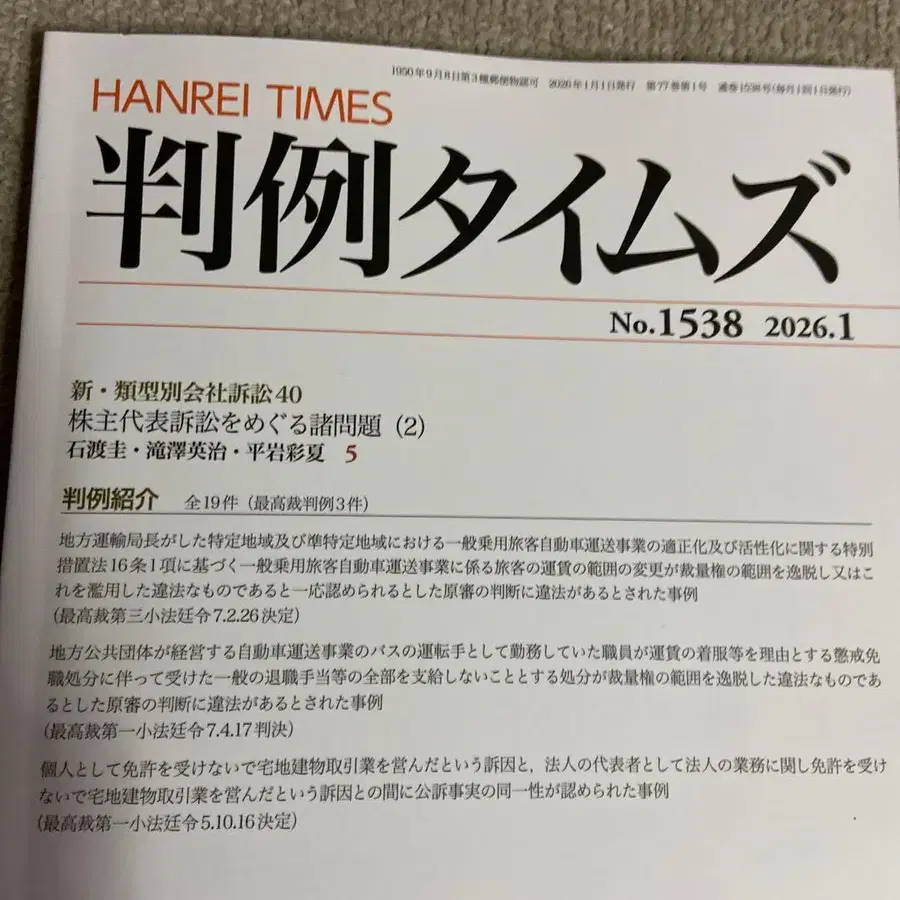 1950年9月8日第3種郵便物認可 2026年1月1日発行 第77巻第1号 通巻1538号(毎月1回1日発行)
HANREI TIMES
判例タイムズ
No.1538 2026.1
新・類型別会社訴訟40
株主代表訴訟をめぐる諸問題（2）
石渡圭・滝澤英治・平岩彩夏 5
判例紹介 全19件（最高裁判例3件）
地方運輸局長がした特定地域及び準特定地域における一般乗用旅客自動車運送事業の適正化及び活性化に関する特別
措置法16条1項に基づく一般乗用旅客自動車運送事業に係る旅客の運賃の範囲の変更が裁量権の範囲を逸脱し又はこ
れを濫用した違法なものであると一応認められるとした原審の判断に違法があるとされた事例
（最高裁第三小法廷令7.2.26決定）
地方公共団体が経営する自動車運送事業のバスの運転手として勤務していた職員が運賃の着服等を理由とする懲戒免
職処分に伴って受けた一般の退職手当等の全部を支給しないこととする処分が裁量権の範囲を逸脱した違法なものであ
るとした原審の判断に違法があるとされた事例
（最高裁第一小法廷令7.4.17判決）
個人として免許を受けないで宅地建物取引業を営んだという訴因と，法人の代表者として法人の業務に関し免許を受け
ないで宅地建物取引業を営んだという訴因との間に公訴事実の同一性が認められた事例
（最高裁第一小法廷令5.10.16決定）